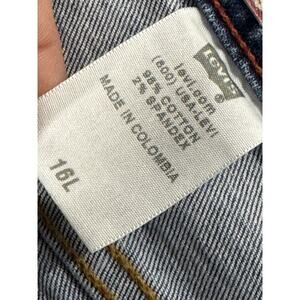 LEVI'S
levi.com
(800) USA-LEVI
98% COTTON
2% SPANDEX
MADE IN COLOMBIA
16L